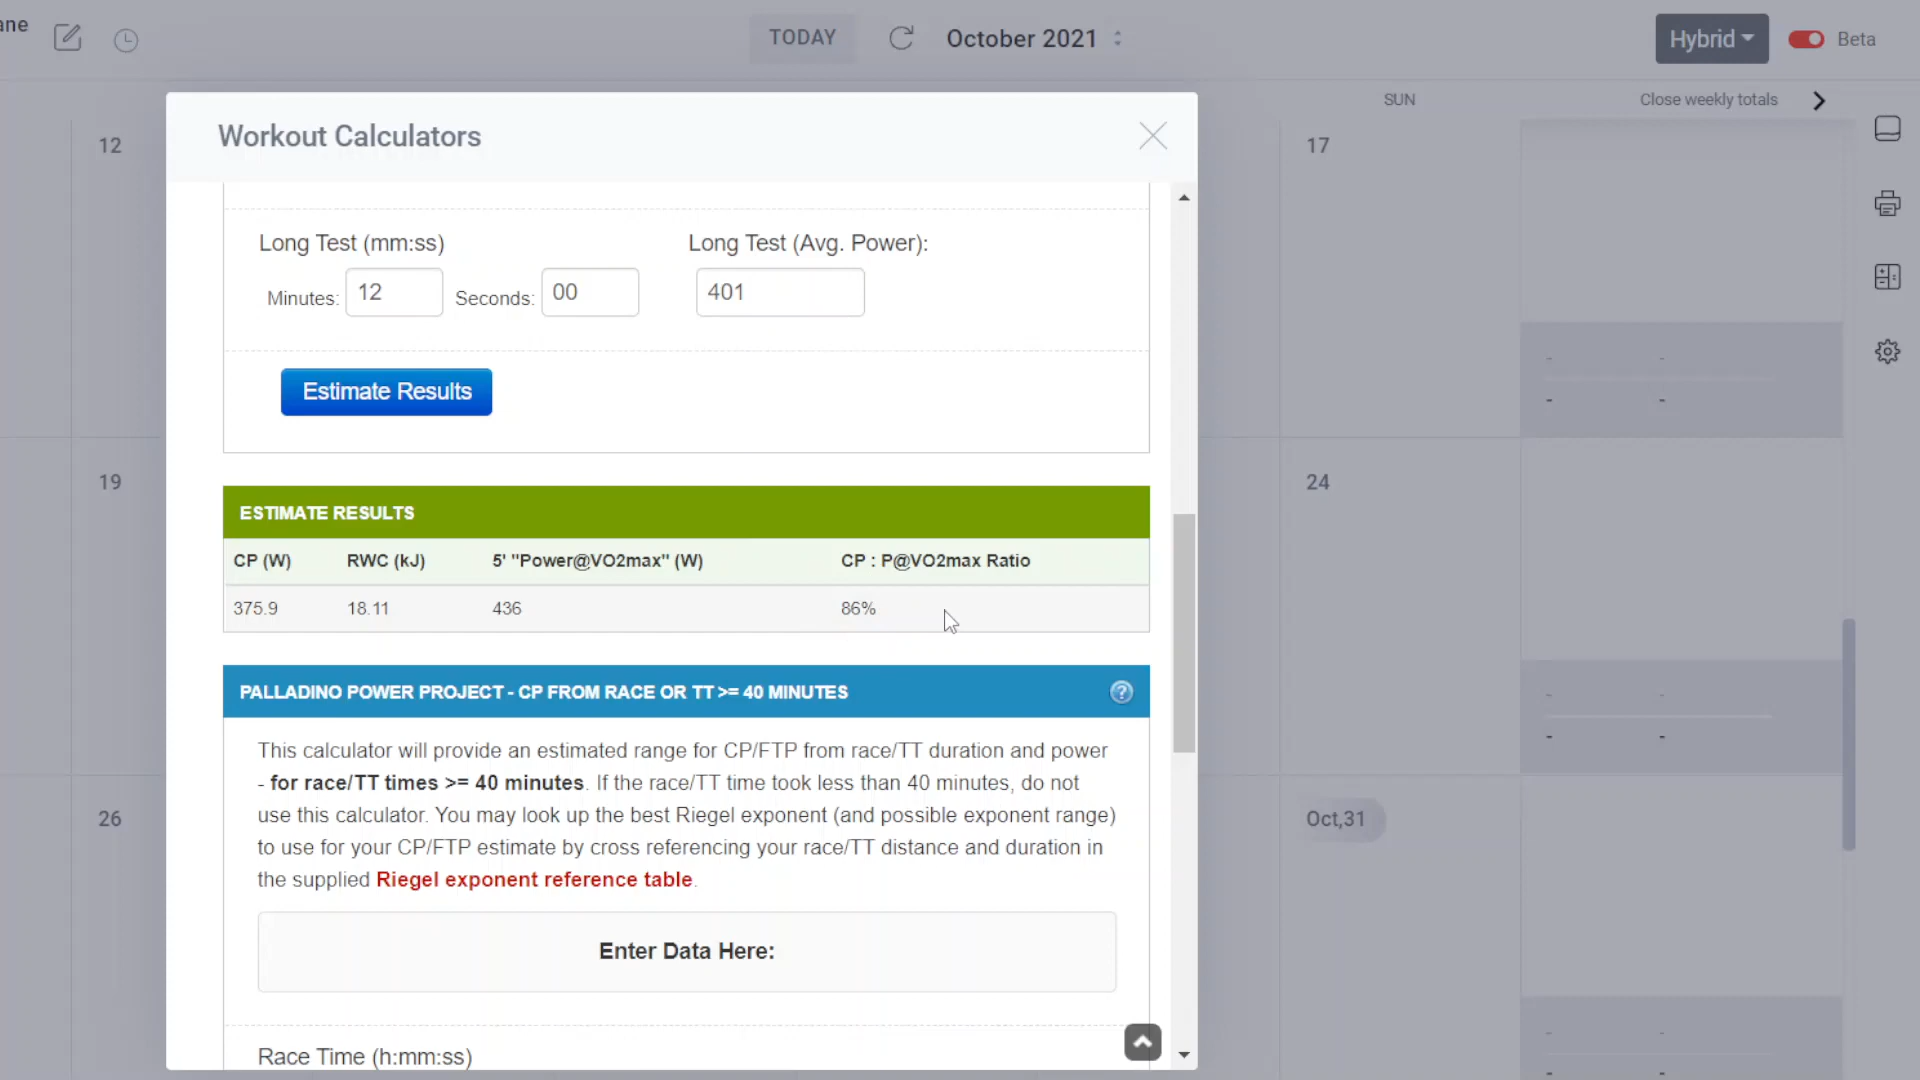 ane
TODAY
October 2021
Hybrid
Beta
SUN
Close weekly totals
12
17
Workout Calculators
Long Test (mm:ss)
Long Test (Avg. Power):
Minutes: 12 Seconds: 00
401
- -
- -
Estimate Results
19
24
ESTIMATE RESULTS
CP (W) RWC (kJ) 5' "Power@VO2max" (W) CP : P@VO2max Ratio
375.9 18.11 436 86%
- -
- -
PALLADINO POWER PROJECT - CP FROM RACE OR TT >= 40 MINUTES
?
This calculator will provide an estimated range for CP/FTP from race/TT duration and power
- for race/TT times >= 40 minutes. If the race/TT time took less than 40 minutes, do not
use this calculator. You may look up the best Riegel exponent (and possible exponent range)
to use for your CP/FTP estimate by cross referencing your race/TT distance and duration in
the supplied Riegel exponent reference table.
26
Oct,31
Enter Data Here:
Race Time (h:mm:ss)
- -
- -